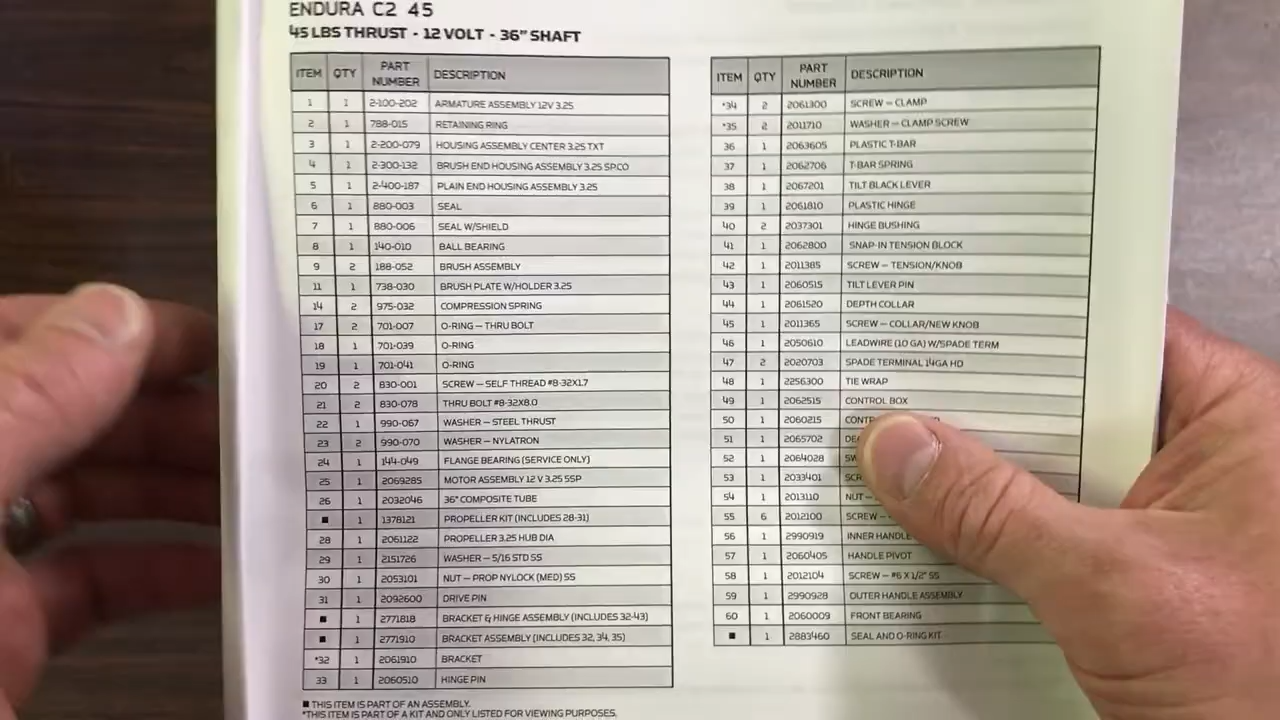 ENDURA C2 45
45 LBS THRUST - 12 VOLT - 36" SHAFT
ITEM QTY PART NUMBER DESCRIPTION
1 1 2-100-202 ARMATURE ASSEMBLY 12V 3.25
2 1 788-015 RETAINING RING
3 1 2-200-079 HOUSING ASSEMBLY CENTER 3.25 TXT
4 1 2-300-132 BRUSH END HOUSING ASSEMBLY 3.25 SP.CO
5 1 2-400-187 PLAIN END HOUSING ASSEMBLY 3.25
6 1 880-003 SEAL
7 1 880-006 SEAL W/SHIELD
8 1 140-010 BALL BEARING
9 2 188-052 BRUSH ASSEMBLY
11 1 738-030 BRUSH PLATE W/HOLDER 3.25
14 2 975-032 COMPRESSION SPRING
17 2 701-007 O-RING – THRU BOLT
18 1 701-039 O-RING
19 1 701-041 O-RING
20 2 830-001 SCREW – SELF THREAD #8-32X1.7
21 2 830-078 THRU BOLT #8-32X8.0
22 1 990-067 WASHER – STEEL THRUST
23 2 990-070 WASHER – NYLATRON
24 1 144-049 FLANGE BEARING (SERVICE ONLY)
25 1 2069285 MOTOR ASSEMBLY 12 V 3.25 SSP
26 1 2032046 36" COMPOSITE TUBE
■ 1 1378121 PROPELLER KIT (INCLUDES 28-31)
28 1 2061122 PROPELLER 3.25 HUB DIA
29 1 2151726 WASHER – 5/16 STD SS
30 1 2053101 NUT – PROP NYLOCK (MED) SS
31 1 2092600 DRIVE PIN
■ 1 2771818 BRACKET & HINGE ASSEMBLY (INCLUDES 32-43)
■ 1 2771910 BRACKET ASSEMBLY (INCLUDES 32, 34, 35)
*32 1 2061910 BRACKET
33 1 2060510 HINGE PIN
■ THIS ITEM IS PART OF AN ASSEMBLY.
*THIS ITEM IS PART OF A KIT AND ONLY LISTED FOR VIEWING PURPOSES.
ITEM QTY PART NUMBER DESCRIPTION
*34 2 2061300 SCREW – CLAMP
*35 2 2011710 WASHER – CLAMP SCREW
36 1 2063605 PLASTIC T-BAR
37 1 2062706 T-BAR SPRING
38 1 2067201 TILT BLACK LEVER
39 1 2061810 PLASTIC HINGE
40 2 2037301 HINGE BUSHING
41 1 2062800 SNAP-IN TENSION BLOCK
42 1 2011385 SCREW – TENSION/KNOB
43 1 2060515 TILT LEVER PIN
44 1 2061520 DEPTH COLLAR
45 1 2011365 SCREW – COLLAR/NEW KNOB
46 1 2050610 LEADWIRE (10 GA) W/SPADE TERM
47 2 2020703 SPADE TERMINAL 14GA HD
48 1 2256300 TIE WRAP
49 1 2062515 CONTROL BOX
50 1 2060215
51 1 2065702
52 1 2064028
53 1 2033401
54 1 2013110 NUT –
55 6 2012100 SCREW –
56 1 2990919 INNER HANDLE
57 1 2060405 HANDLE PIVOT
58 1 2012104 SCREW – #6 X 1/2" SS
59 1 2990928 OUTER HANDLE ASSEMBLY
60 1 2060009 FRONT BEARING
■ 1 2883460 SEAL AND O-RING KIT